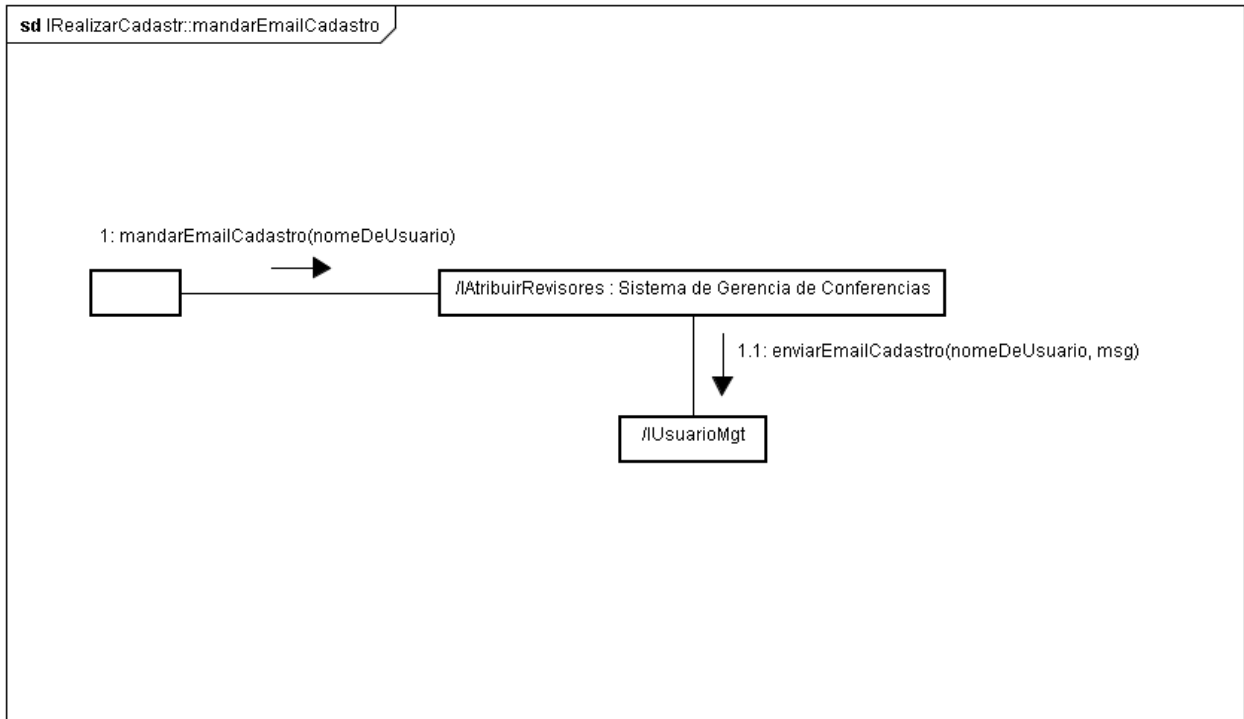 sd IRealizarCadastr::mandarEmailCadastro
1: mandarEmailCadastro(nomeDeUsuario)
/IAtribuirRevisores : Sistema de Gerencia de Conferencias
1.1: enviarEmailCadastro(nomeDeUsuario, msg)
/IUsuarioMgt